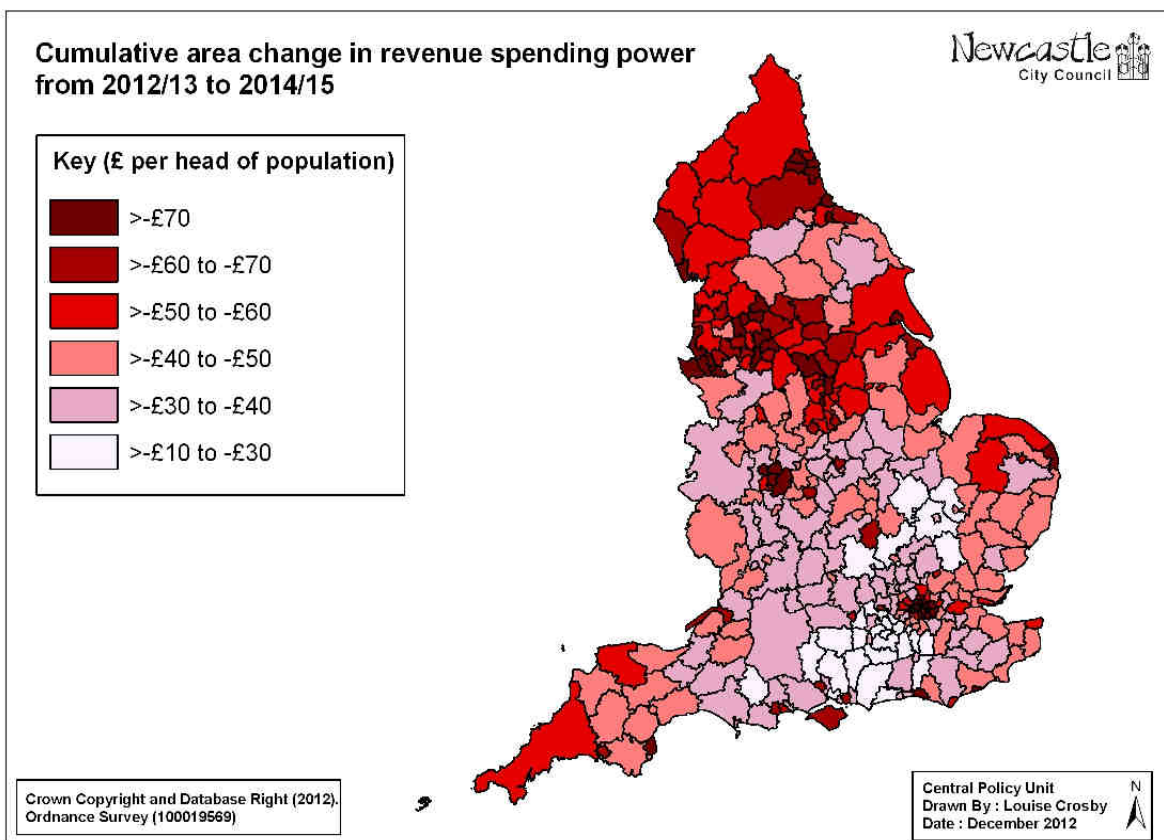 Cumulative area change in revenue spending power
from 2012/13 to 2014/15
Newcastle
City Council
Key (£ per head of population)
>-£70
>-£60 to -£70
>-£50 to -£60
>-£40 to -£50
>-£30 to -£40
>-£10 to -£30
Crown Copyright and Database Right (2012).
Ordnance Survey (100019569)
Central Policy Unit
Drawn By : Louise Crosby
Date : December 2012
N